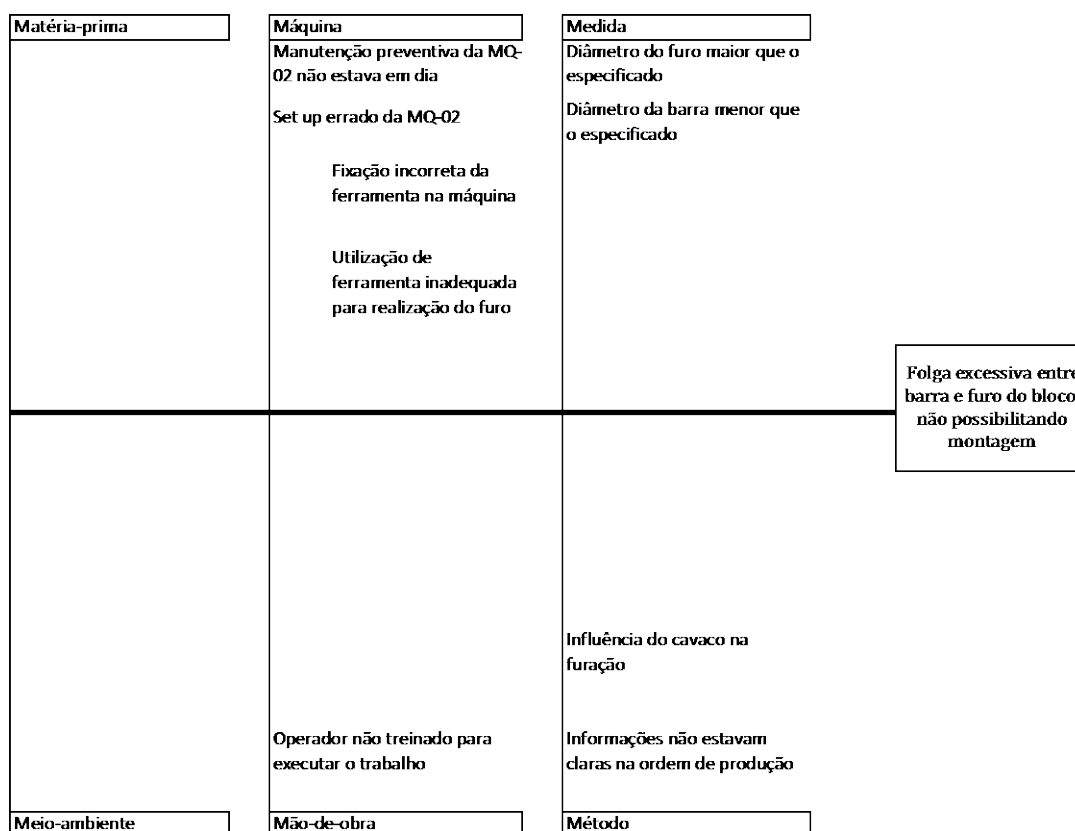 Matéria-prima
Máquina
Medida
Manutenção preventiva da MQ-
02 não estava em dia
Set up errado da MQ-02
Fixação incorreta da
ferramenta na máquina
Utilização de
ferramenta inadequada
para realização do furo
Diâmetro do furo maior que o
especificado
Diâmetro da barra menor que
o especificado
Folga excessiva entre
barra e furo do bloco
não possibilitando
montagem
Influência do cavaco na
furação
Operador não treinado para
executar o trabalho
Informações não estavam
claras na ordem de produção
Meio-ambiente
Mão-de-obra
Método